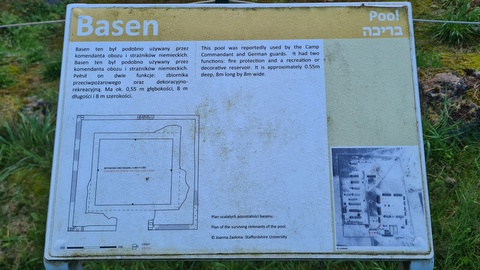 Basen
Pool
בריכה
Basen ten był podobno używany przez
komendanta obozu i strażników niemieckich.
Basen ten był podobno używany przez
komendanta obozu i strażników niemieckich.
Pełnił on dwie funkcje: zbiornika
przeciwpożarowego oraz dekoracyjno-
rekreacyjną. Ma ok. 0,55 m głębokości, 8 m
długości i 8 m szerokości.
This pool was reportedly used by the Camp
Commandant and German guards. It had two
functions: fire protection and a recreation or
decorative reservoir. It is approximately 0.55m
deep, 8m long by 8m wide.
Plan ocalałych pozostałości basenu.
Plan of the surviving remnants of the pool.